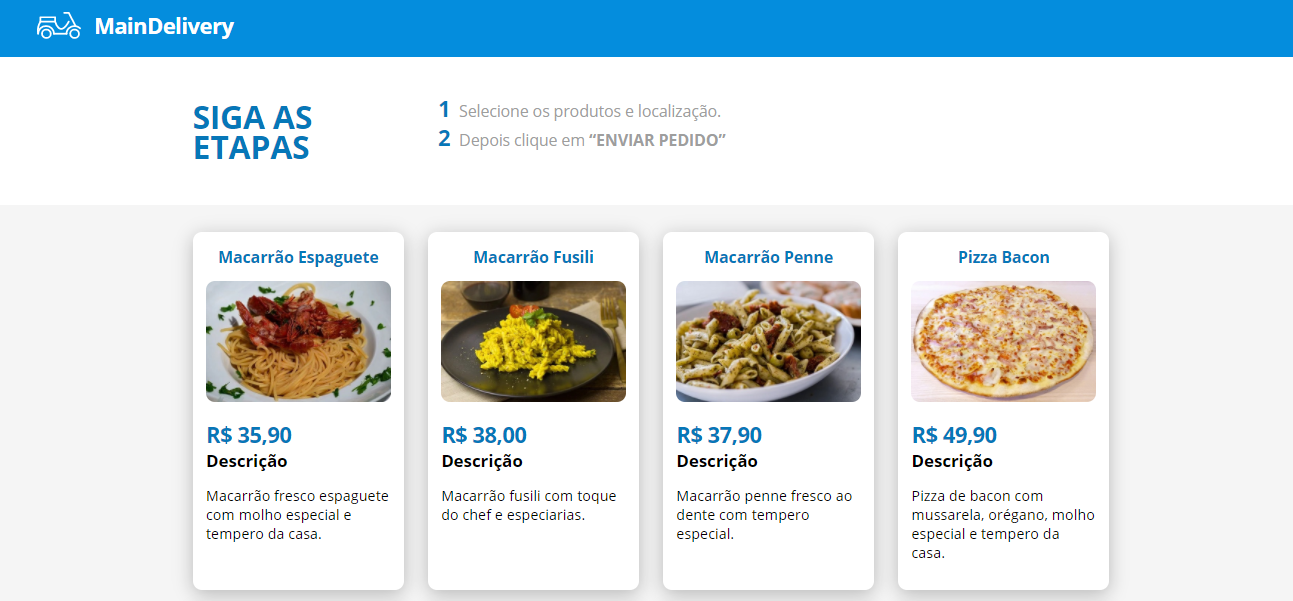 MainDelivery
SIGA AS
ETAPAS
1 Selecione os produtos e localização.
2 Depois clique em “ENVIAR PEDIDO”
Macarrão Espaguete
R$ 35,90
Descrição
Macarrão fresco espaguete
com molho especial e
tempero da casa.
Macarrão Fusili
R$ 38,00
Descrição
Macarrão fusili com toque
do chef e especiarias.
Macarrão Penne
R$ 37,90
Descrição
Macarrão penne fresco ao
dente com tempero
especial.
Pizza Bacon
R$ 49,90
Descrição
Pizza de bacon com
mussarela, orégano, molho
especial e tempero da
casa.